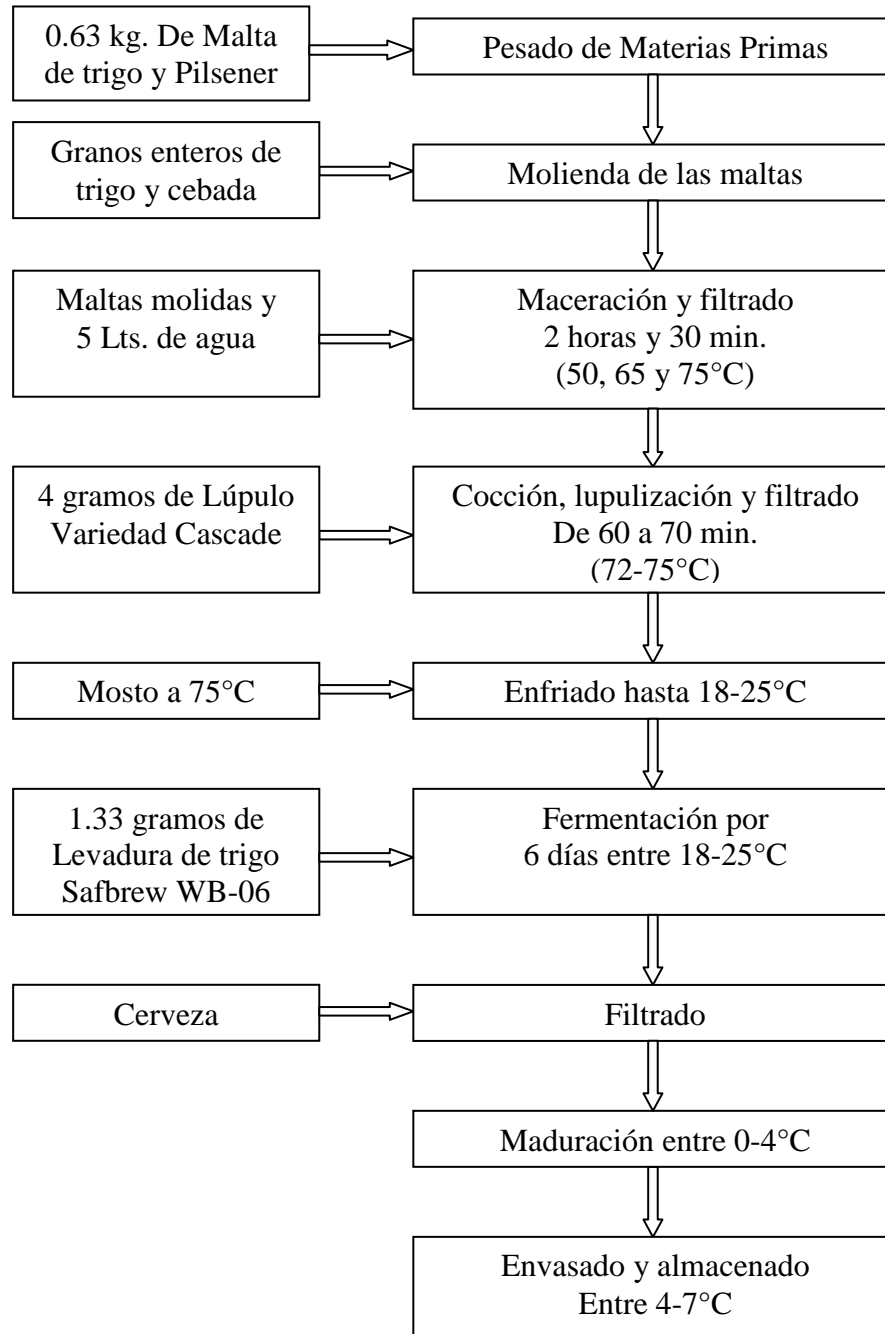 0.63 kg. De Malta
de trigo y Pilsener
Pesado de Materias Primas
Granos enteros de
trigo y cebada
Molienda de las maltas
Maltas molidas y
5 Lts. de agua
Maceración y filtrado
2 horas y 30 min.
(50, 65 y 75°C)
4 gramos de Lúpulo
Variedad Cascade
Cocción, lupulización y filtrado
De 60 a 70 min.
(72-75°C)
Mosto a 75°C
Enfriado hasta 18-25°C
1.33 gramos de
Levadura de trigo
Safbrew WB-06
Fermentación por
6 días entre 18-25°C
Cerveza
Filtrado
Maduración entre 0-4°C
Envasado y almacenado
Entre 4-7°C